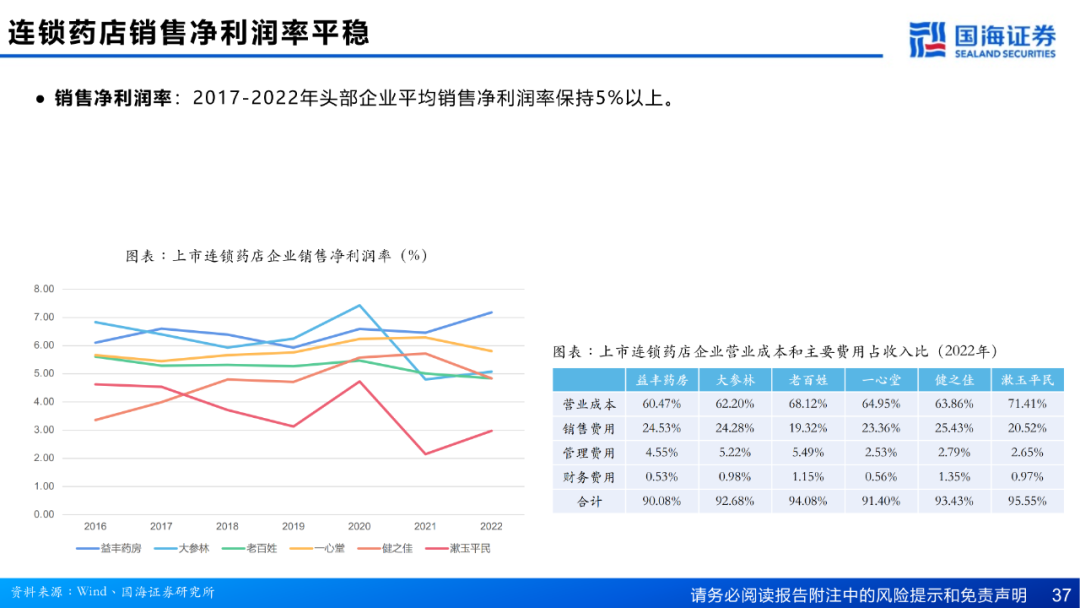 连锁药店销售净利润率平稳
国海证券
SEALAND SECURITIES
● 销售净利润率：2017-2022年头部企业平均销售净利润率保持5%以上。
图表：上市连锁药店企业销售净利润率（%）
8.00
7.00
6.00
5.00
4.00
3.00
2.00
1.00
0.00
2016 2017 2018 2019 2020 2021 2022
益丰药房 大参林 老百姓 一心堂 健之佳 漱玉平民
图表：上市连锁药店企业营业成本和主要费用占收入比（2022年）
益丰药房 大参林 老百姓 一心堂 健之佳 漱玉平民
营业成本 60.47% 62.20% 68.12% 64.95% 63.86% 71.41%
销售费用 24.53% 24.28% 19.32% 23.36% 25.43% 20.52%
管理费用 4.55% 5.22% 5.49% 2.53% 2.79% 2.65%
财务费用 0.53% 0.98% 1.15% 0.56% 1.35% 0.97%
合计 90.08% 92.68% 94.08% 91.40% 93.43% 95.55%
资料来源：Wind、国海证券研究所
请务必阅读报告附注中的风险提示和免责声明 37